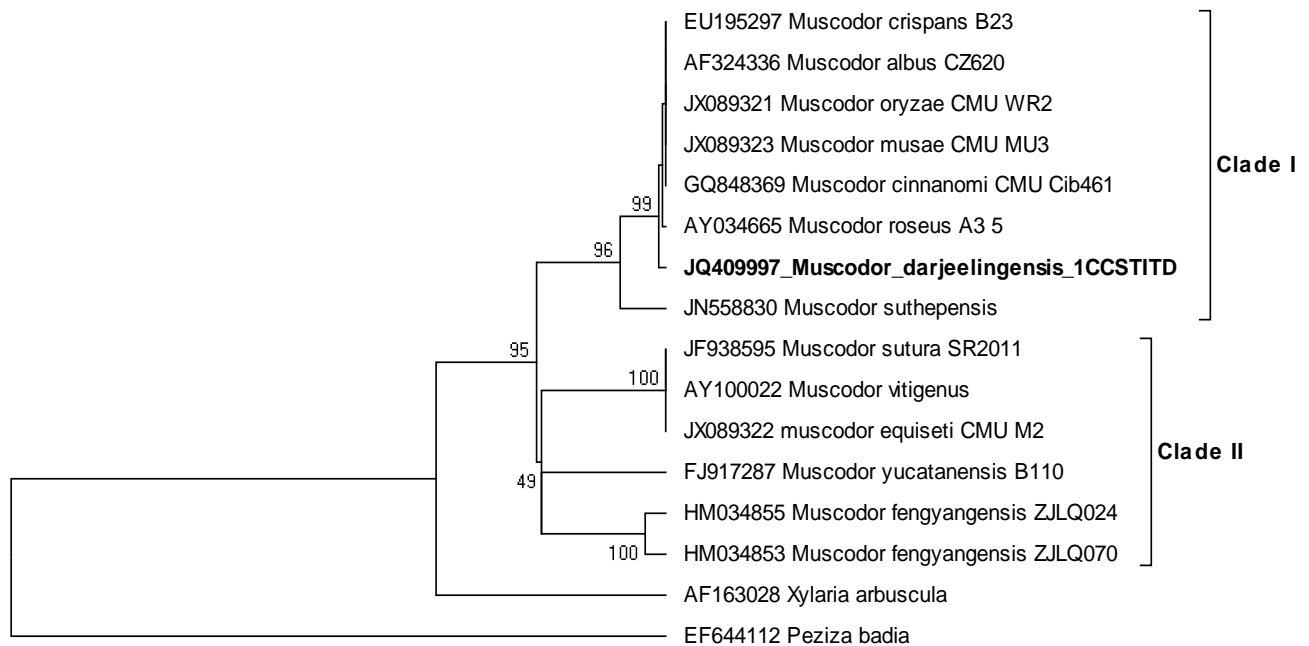 EU195297 Muscodor crispans B23
AF324336 Muscodor albus CZ620
JX089321 Muscodor oryzae CMU WR2
JX089323 Muscodor musae CMU MU3
Clade I
GQ848369 Muscodor cinnanomi CMU Cib461
99
AY034665 Muscodor roseus A3 5
96
JQ409997_Muscodor_darjeelingensis_1CCSTITD
JN558830 Muscodor suthepensis
95
JF938595 Muscodor sutura SR2011
100
AY100022 Muscodor vitigenus
JX089322 muscodor equiseti CMU M2
Clade II
49
FJ917287 Muscodor yucatanensis B110
HM034855 Muscodor fengyangensis ZJLQ024
100
HM034853 Muscodor fengyangensis ZJLQ070
AF163028 Xylaria arbuscula
EF644112 Peziza badia